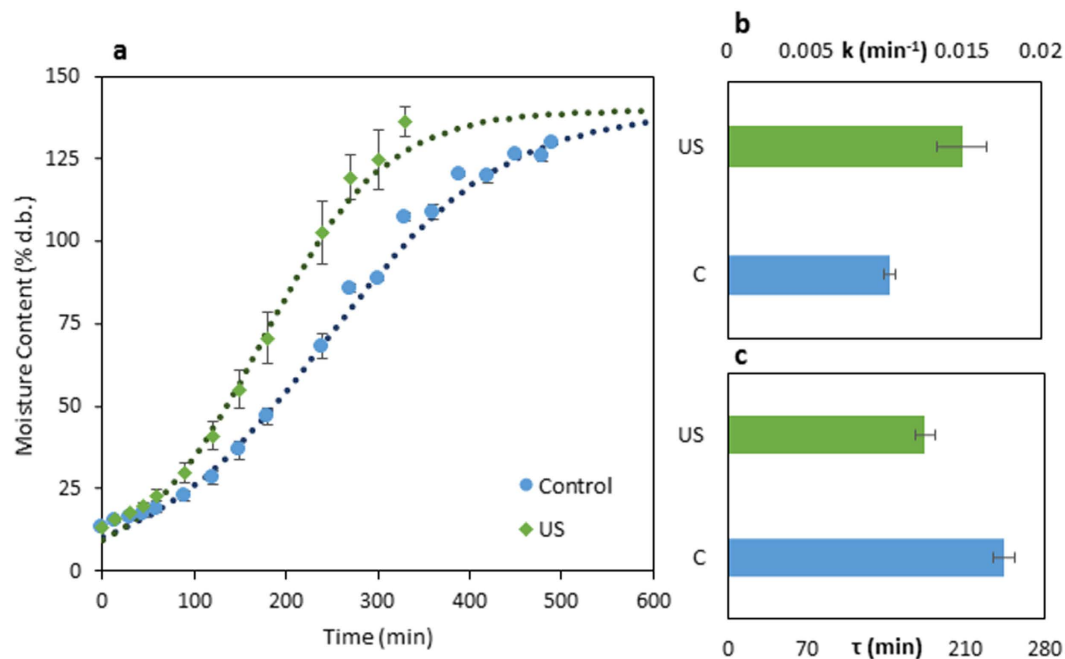 a
150
125
100
75
50
25
0
Moisture Content (% d.b.)
0 100 200 300 400 500 600
Time (min)
Control
US
b
0 0.005 k (min⁻¹) 0.015 0.02
US
C
c
US
C
0 70 τ (min) 210 280